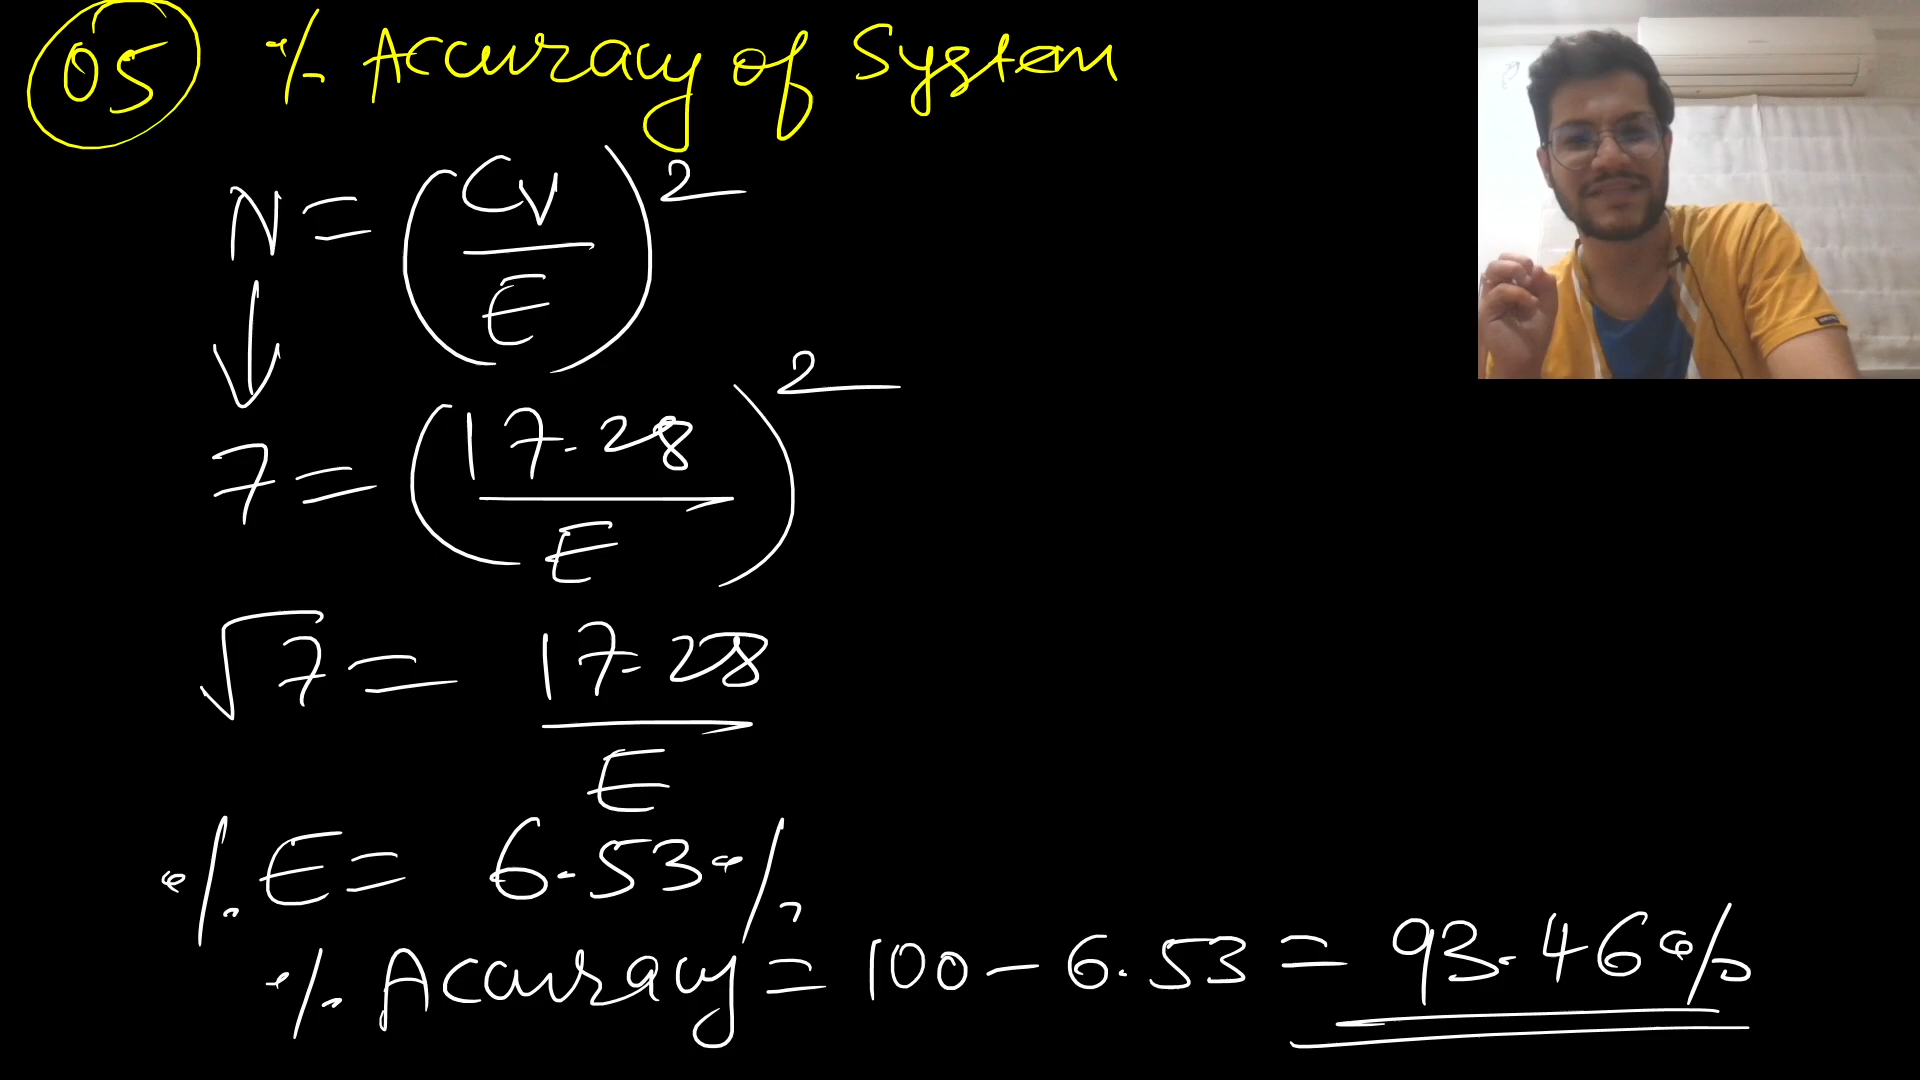 05 % Accuracy of System
N = (Cv/E)²
7 = (17.28/E)²
√7 = 17.28/E
% E = 6.53%
% Accuracy = 100 - 6.53 = 93.46%